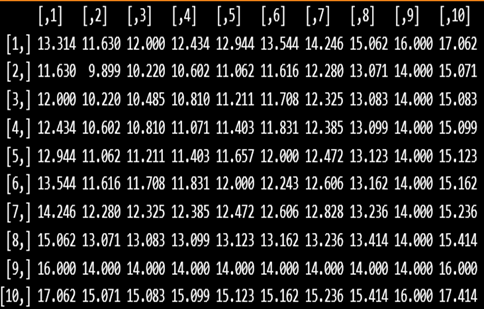 [,1] [,2] [,3] [,4] [,5] [,6] [,7] [,8] [,9] [,10]
[1,] 13.314 11.630 12.000 12.434 12.944 13.544 14.246 15.062 16.000 17.062
[2,] 11.630 9.899 10.220 10.602 11.062 11.616 12.280 13.071 14.000 15.071
[3,] 12.000 10.220 10.485 10.810 11.211 11.708 12.325 13.083 14.000 15.083
[4,] 12.434 10.602 10.810 11.071 11.403 11.831 12.385 13.099 14.000 15.099
[5,] 12.944 11.062 11.211 11.403 11.657 12.000 12.472 13.123 14.000 15.123
[6,] 13.544 11.616 11.708 11.831 12.000 12.243 12.606 13.162 14.000 15.162
[7,] 14.246 12.280 12.325 12.385 12.472 12.606 12.828 13.236 14.000 15.236
[8,] 15.062 13.071 13.083 13.099 13.123 13.162 13.236 13.414 14.000 15.414
[9,] 16.000 14.000 14.000 14.000 14.000 14.000 14.000 14.000 14.000 16.000
[10,] 17.062 15.071 15.083 15.099 15.123 15.162 15.236 15.414 16.000 17.414